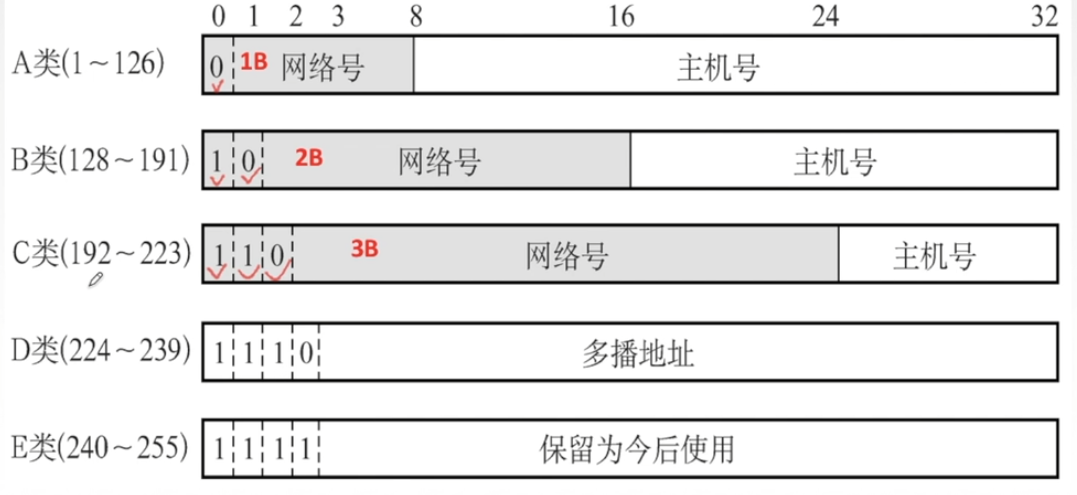 0 1 2 3 8 16 24 32
A类(1～126) 0 1B 网络号 主机号
B类(128～191) 1 0 2B 网络号 主机号
C类(192～223) 1 1 0 3B 网络号 主机号
D类(224～239) 1 1 1 0 多播地址
E类(240～255) 1 1 1 1 保留为今后使用